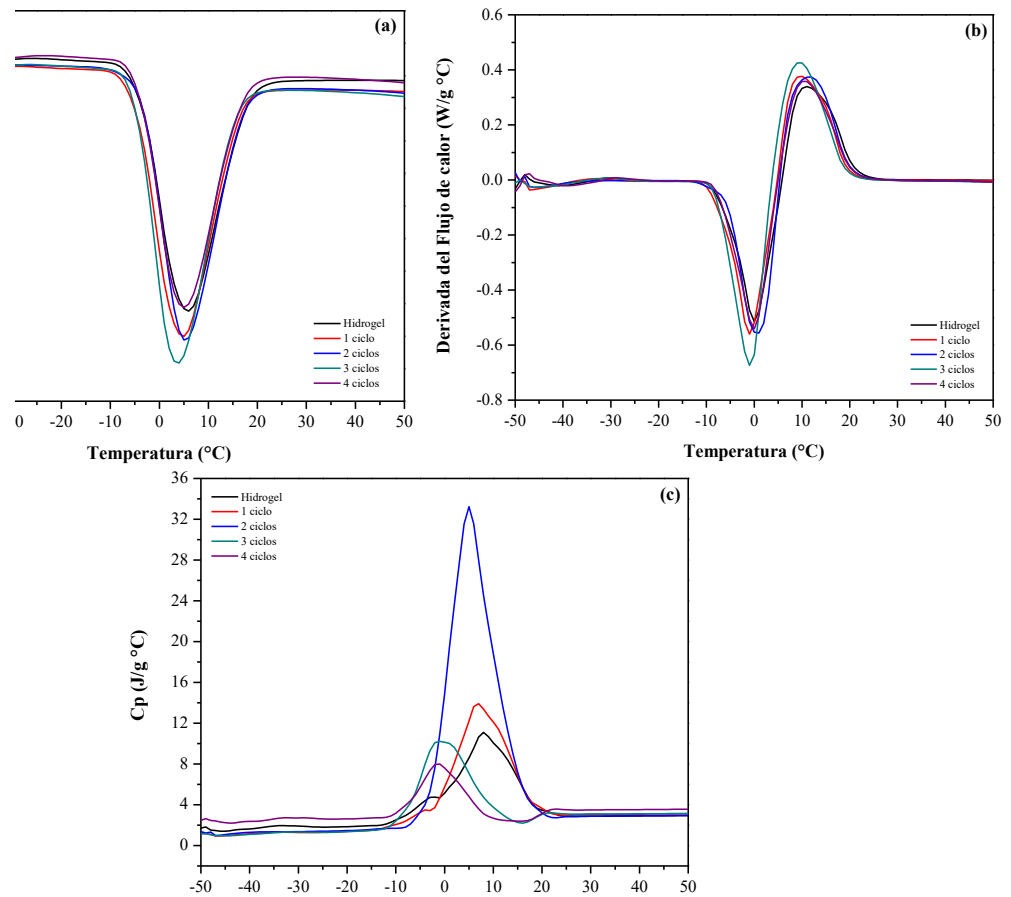 (a)
Hidrogel
1 ciclo
2 ciclos
3 ciclos
4 ciclos
0 -20 -10 0 10 20 30 40 50
Temperatura (°C)
(b)
Derivada del Flujo de calor (W/g °C)
0.6
0.4
0.2
0.0
-0.2
-0.4
-0.6
-0.8
Hidrogel
1 ciclo
2 ciclos
3 ciclos
4 ciclos
-50 -40 -30 -20 -10 0 10 20 30 40 50
Temperatura (°C)
(c)
Cp (J/g °C)
36
32
28
24
20
16
12
8
4
0
Hidrogel
1 ciclo
2 ciclos
3 ciclos
4 ciclos
-50 -40 -30 -20 -10 0 10 20 30 40 50